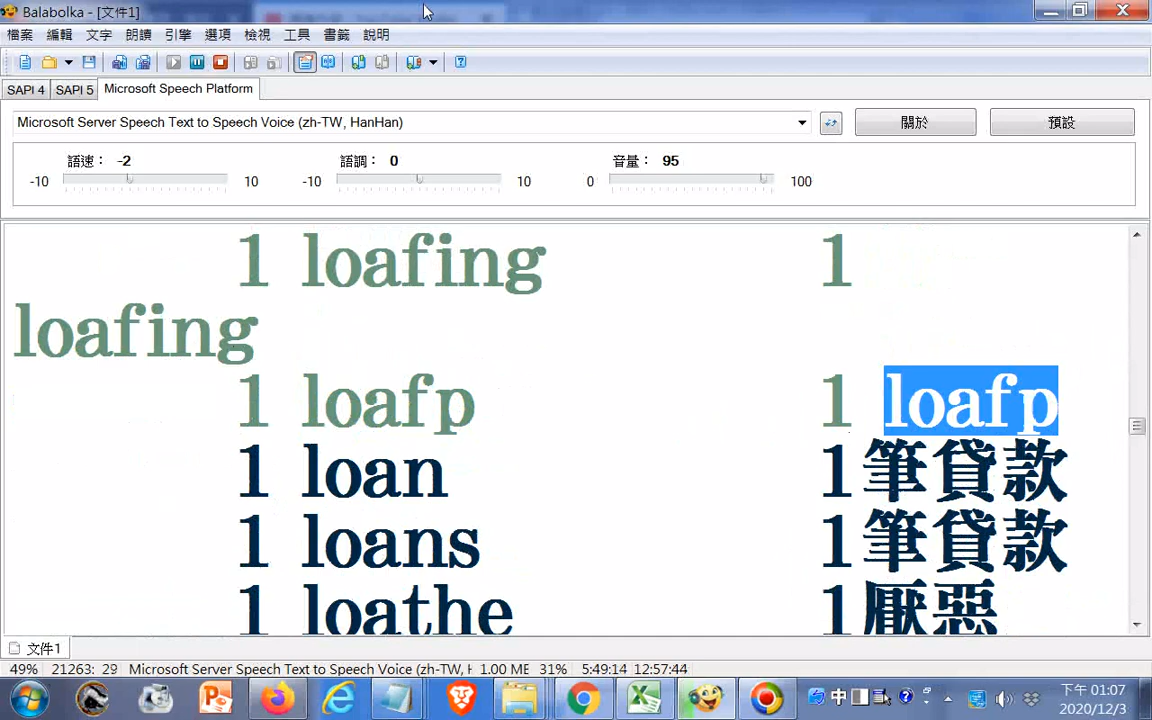 Balabolka - [文件1]
檔案 編輯 文字 朗讀 引擎 選項 檢視 工具 書籤 說明
SAPI 4 SAPI 5 Microsoft Speech Platform
Microsoft Server Speech Text to Speech Voice (zh-TW, HanHan) 關於 預設
語速： -2 語調： 0 音量： 95
-10 10 -10 10 0 100
1 loafing 1
loafing
1 loafp 1 loafp
1 loan 1筆貸款
1 loans 1筆貸款
1 loathe 1厭惡
文件1
49% 21263: 29 Microsoft Server Speech Text to Speech Voice (zh-TW, H 1.00 ME 31% 5:49:14 12:57:44
中 下午 01:07
2020/12/3